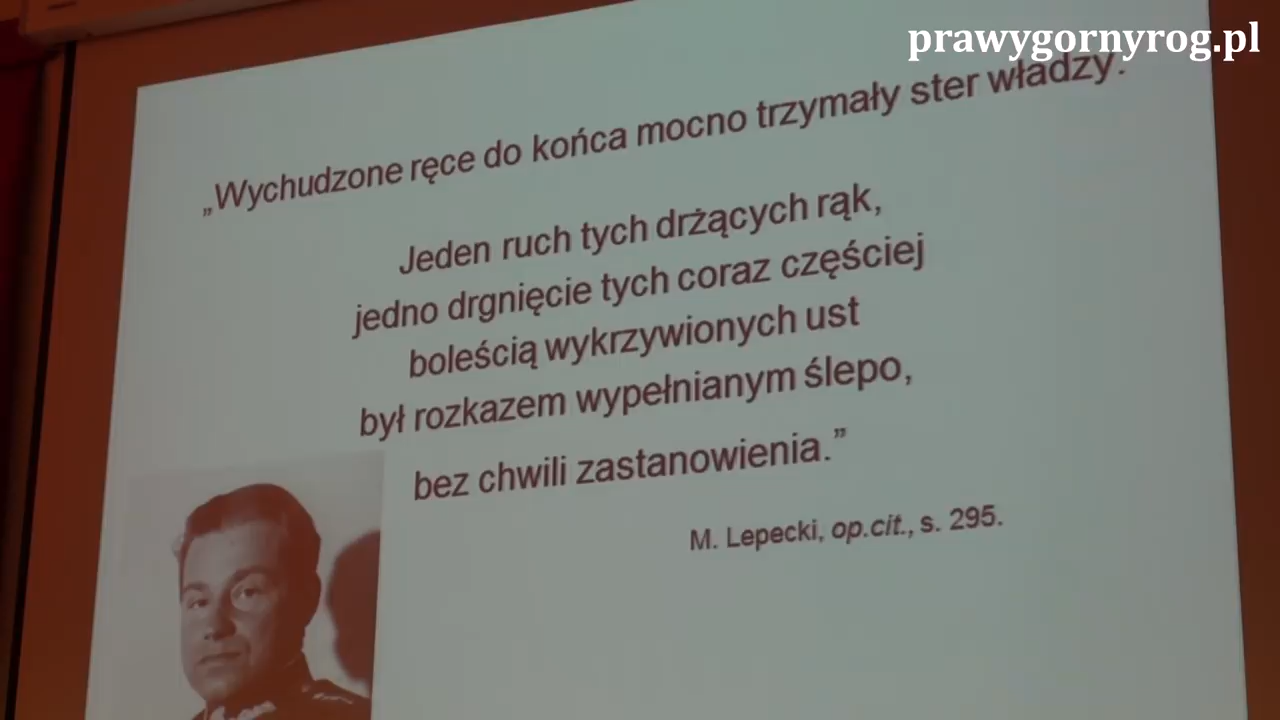 prawygornyrog.pl
„Wychudzone ręce do końca mocno trzymały ster władzy.
Jeden ruch tych drżących rąk,
jedno drgnięcie tych coraz częściej
boleścią wykrzywionych ust
był rozkazem wypełnianym ślepo,
bez chwili zastanowienia.”
M. Lepecki, op.cit., s. 295.